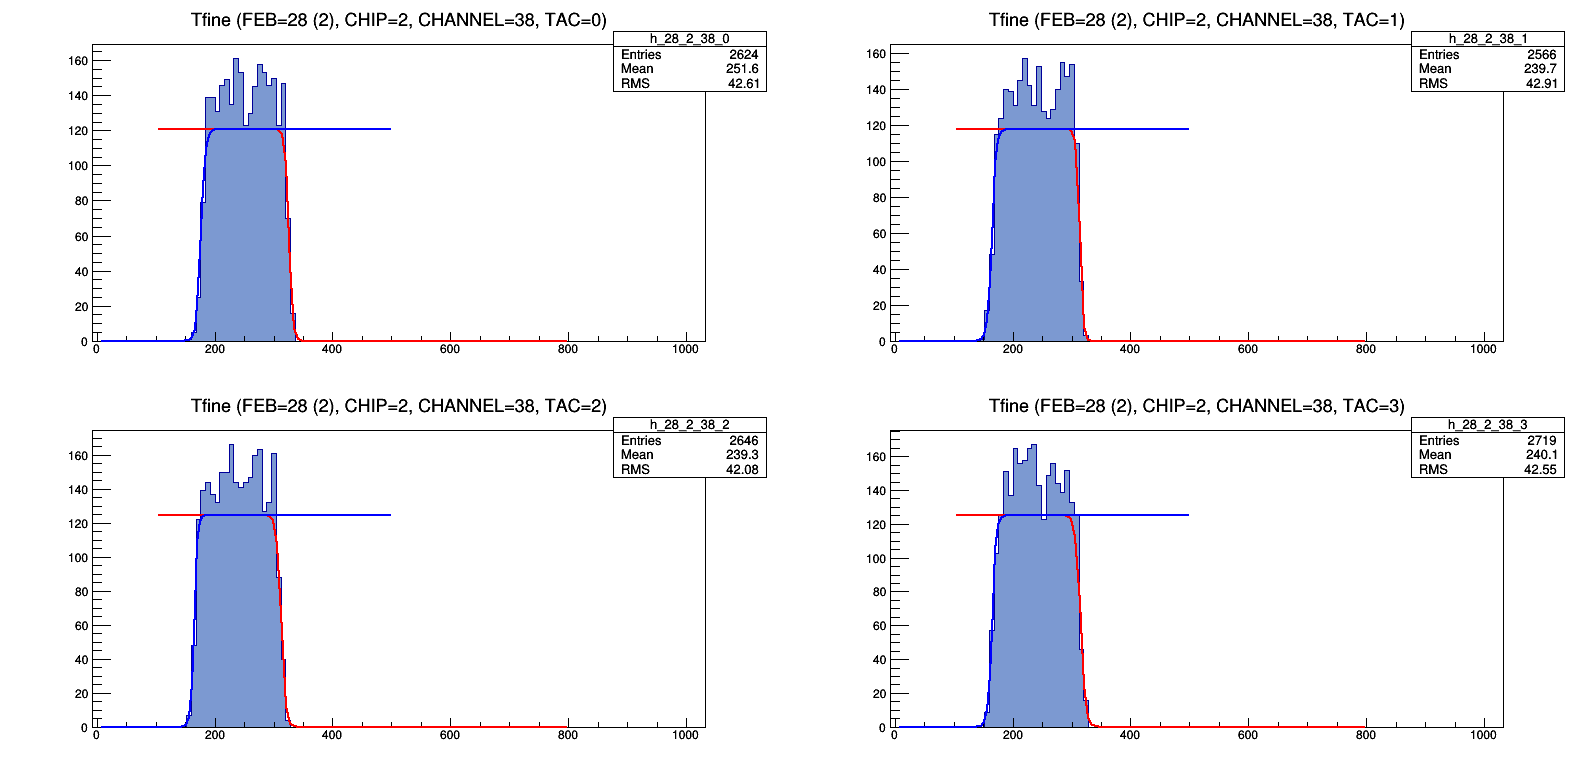 Tfine (FEB=28 (2), CHIP=2, CHANNEL=38, TAC=0)
h_28_2_38_0
Entries 2624
Mean 251.6
RMS 42.61
160
140
120
100
80
60
40
20
0
0 200 400 600 800 1000
Tfine (FEB=28 (2), CHIP=2, CHANNEL=38, TAC=1)
h_28_2_38_1
Entries 2566
Mean 239.7
RMS 42.91
160
140
120
100
80
60
40
20
0
0 200 400 600 800 1000
Tfine (FEB=28 (2), CHIP=2, CHANNEL=38, TAC=2)
h_28_2_38_2
Entries 2646
Mean 239.3
RMS 42.08
160
140
120
100
80
60
40
20
0
0 200 400 600 800 1000
Tfine (FEB=28 (2), CHIP=2, CHANNEL=38, TAC=3)
h_28_2_38_3
Entries 2719
Mean 240.1
RMS 42.55
160
140
120
100
80
60
40
20
0
0 200 400 600 800 1000